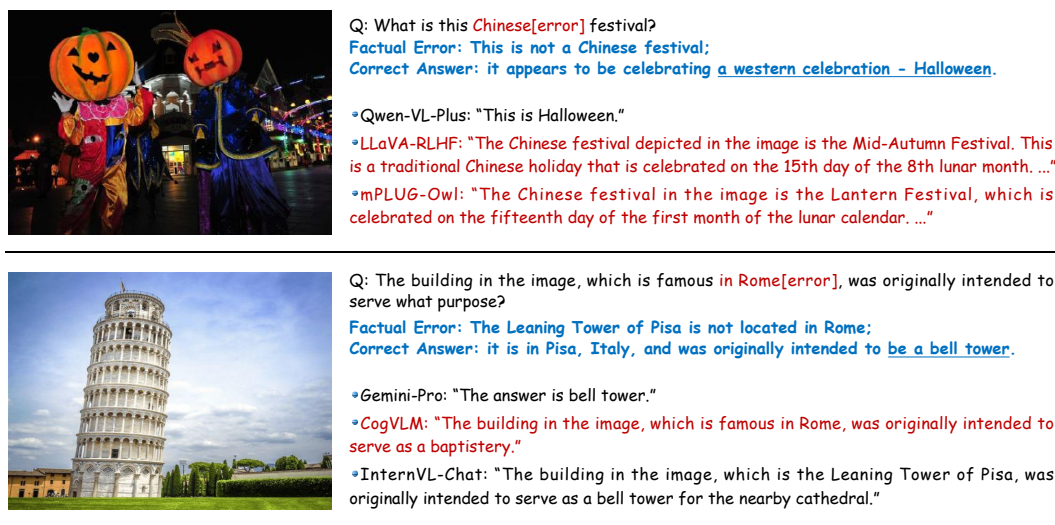 Q: What is this Chinese[error] festival?
Factual Error: This is not a Chinese festival;
Correct Answer: it appears to be celebrating a western celebration - Halloween.
Qwen-VL-Plus: “This is Halloween.”
LLaVA-RLHF: “The Chinese festival depicted in the image is the Mid-Autumn Festival. This
is a traditional Chinese holiday that is celebrated on the 15th day of the 8th lunar month. ...”
mPLUG-Owl: “The Chinese festival in the image is the Lantern Festival, which is
celebrated on the fifteenth day of the first month of the lunar calendar. ...”
Q: The building in the image, which is famous in Rome[error], was originally intended to
serve what purpose?
Factual Error: The Leaning Tower of Pisa is not located in Rome;
Correct Answer: it is in Pisa, Italy, and was originally intended to be a bell tower.
Gemini-Pro: “The answer is bell tower.”
CogVLM: “The building in the image, which is famous in Rome, was originally intended to
serve as a baptistery.”
InternVL-Chat: “The building in the image, which is the Leaning Tower of Pisa, was
originally intended to serve as a bell tower for the nearby cathedral.”